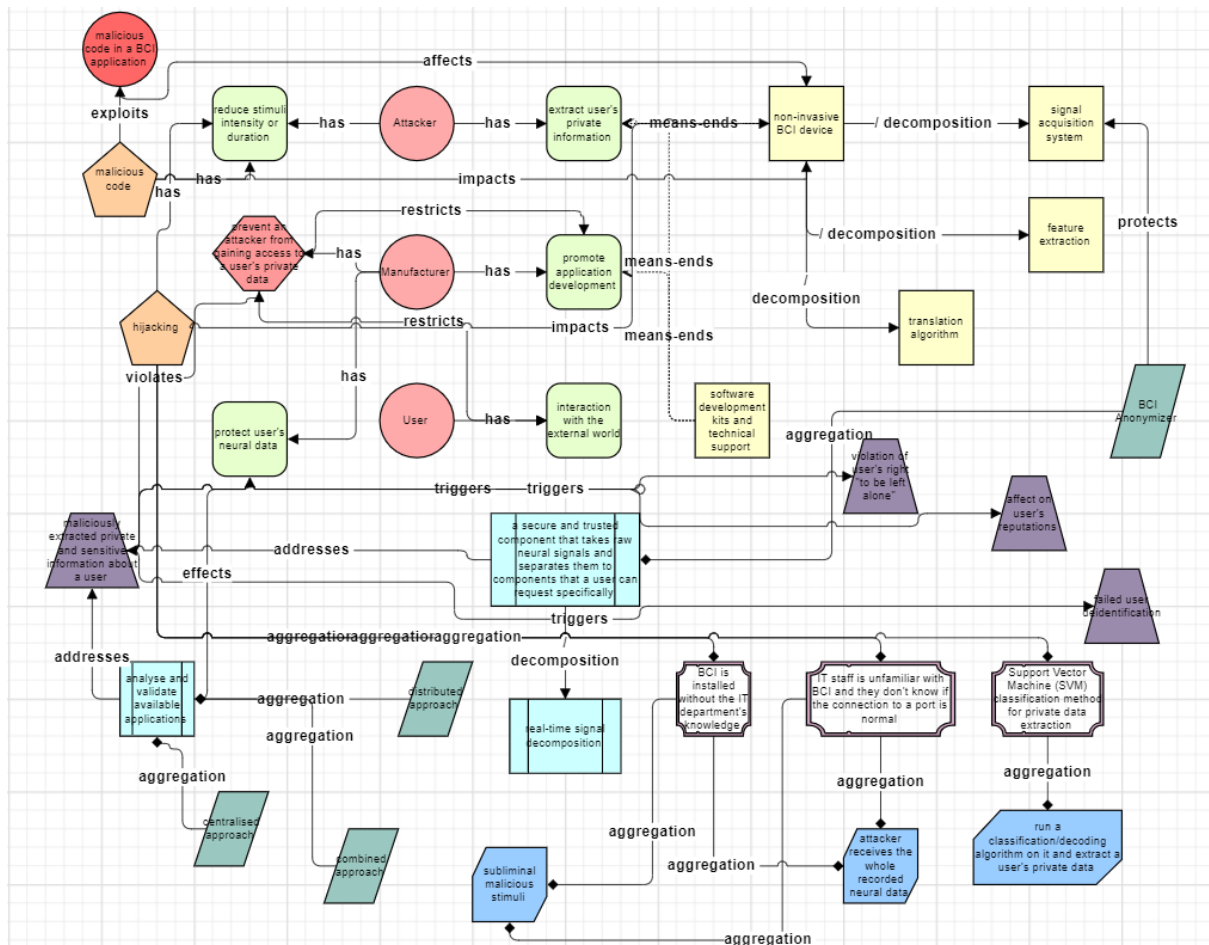 malicious
code in a BCI
application
affects
exploits
reduce stimuli
intensity or
duration
has
Attacker
has
extract user's
private
information
means-ends
non-invasive
BCI device
/ decomposition
signal
acquisition
system
malicious
code
has
has
impacts
protects
restricts
prevent an
attacker from
gaining access to
a user's private
data
has
Manufacturer
has
promote
application
development
means-ends
/ decomposition
feature
extraction
/
decomposition
hijacking
restricts
impacts
means-ends
translation
algorithm
violates
has
protect user's
neural data
User
has
interaction
with the
external world
software
development
kits and
technical
support
BCI
Anonymizer
aggregation
violation of
user's right
"to be left
alone"
triggers
triggers
affect on
user's
reputations
maliciously
extracted private
and sensitive
information about
a user
addresses
a secure and trusted
component that takes raw
neural signals and
separates them to
components that a user can
request specifically
effects
triggers
failed user
deidentification
aggregation
aggregation
aggregation
addresses
analyse and
validate
available
applications
aggregation
distributed
approach
/
decomposition
real-time signal
decomposition
BCI is
installed
without the IT
department's
knowledge
IT staff is unfamiliar with
BCI and they don't know if
the connection to a port is
normal
Support Vector
Machine (SVM)
classification method
for private data
extraction
aggregation
aggregation
aggregation
aggregation
centralised
approach
combined
approach
aggregation
aggregation
subliminal
malicious
stimuli
attacker
receives the
whole
recorded
neural data
run a
classification/decoding
algorithm on it and extract a
user's private data
aggregation